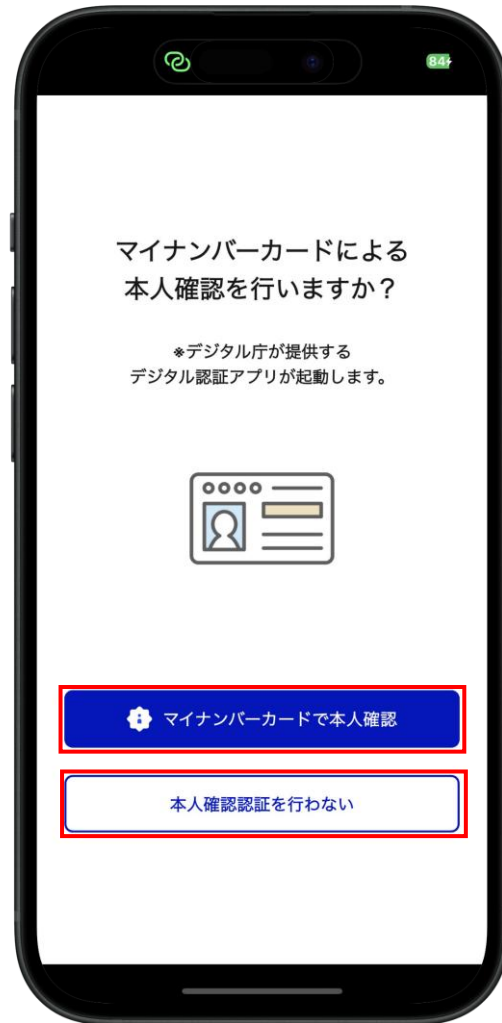 84
マイナンバーカードによる
本人確認を行いますか？
※デジタル庁が提供する
デジタル認証アプリが起動します。
マイナンバーカードで本人確認
本人確認認証を行わない